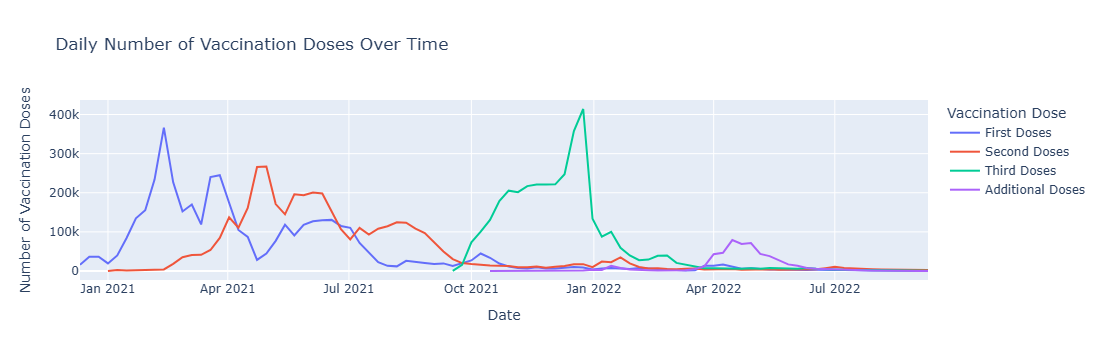 Daily Number of Vaccination Doses Over Time
Number of Vaccination Doses
400k
300k
200k
100k
0
Jan 2021
Apr 2021
Jul 2021
Oct 2021
Jan 2022
Apr 2022
Jul 2022
Date
Vaccination Dose
First Doses
Second Doses
Third Doses
Additional Doses